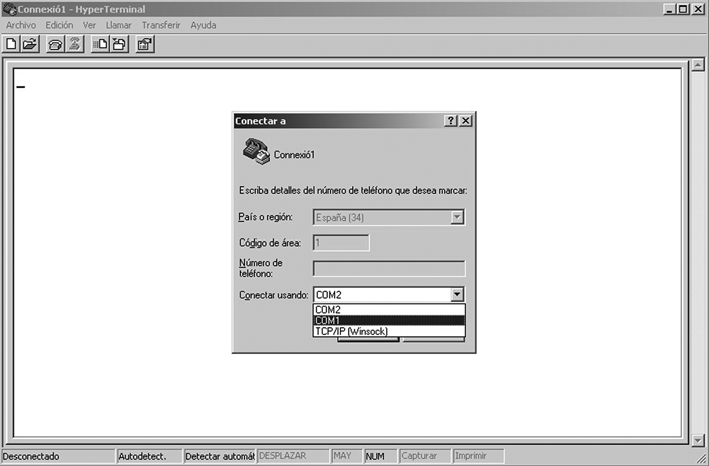 Connexió1 - HyperTerminal
Archivo Edición Ver Llamar Transferir Ayuda
Conectar a
Connexió1
Escriba detalles del número de teléfono que desea marcar:
País o región: España (34)
Código de área: 1
Número de
teléfono:
Conectar usando: COM2
COM2
COM1
TCP/IP (Winsock)
Desconectado Autodetect. Detectar automát DESPLAZAR MAY NUM Capturar Imprimir